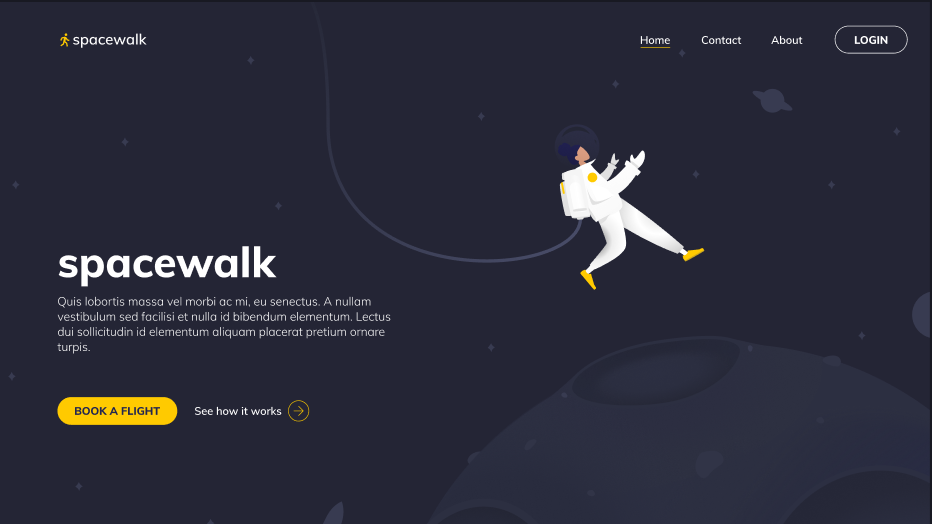 spacewalk
Home
Contact
About
LOGIN
spacewalk
Quis lobortis massa vel morbi ac mi, eu senectus. A nullam
vestibulum sed facilisi et nulla id bibendum elementum. Lectus
dui sollicitudin id elementum aliquam placerat pretium ornare
turpis.
BOOK A FLIGHT
See how it works